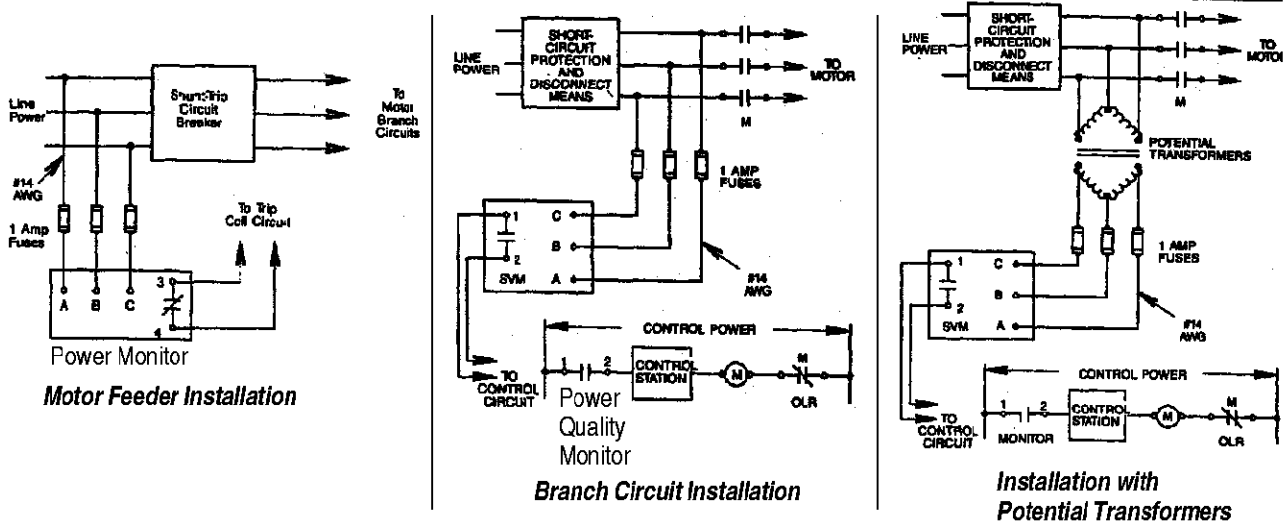 Line
Power
Shunt-Trip
Circuit
Breaker
To
Motor
Branch
Circuits
#14
AWG
1 Amp
Fuses
To Trip
Coil Circuit
A B C
3
4
Power Monitor
Motor Feeder Installation
LINE
POWER
SHORT-
CIRCUIT
PROTECTION
AND
DISCONNECT
MEANS
TO
MOTOR
M
1 AMP
FUSES
1
2
SVM
C
B
A
#14
AWG
CONTROL POWER
TO
CONTROL
CIRCUIT
1 2
CONTROL
STATION
M
M
OLR
Power
Quality
Monitor
Branch Circuit Installation
LINE
POWER
SHORT-
CIRCUIT
PROTECTION
AND
DISCONNECT
MEANS
TO
MOTOR
M
POTENTIAL
TRANSFORMERS
1 AMP
FUSES
1
2
SVM
C
B
A
#14
AWG
CONTROL POWER
TO
CONTROL
CIRCUIT
1 2
MONITOR
CONTROL
STATION
M
M
OLR
Installation with
Potential Transformers